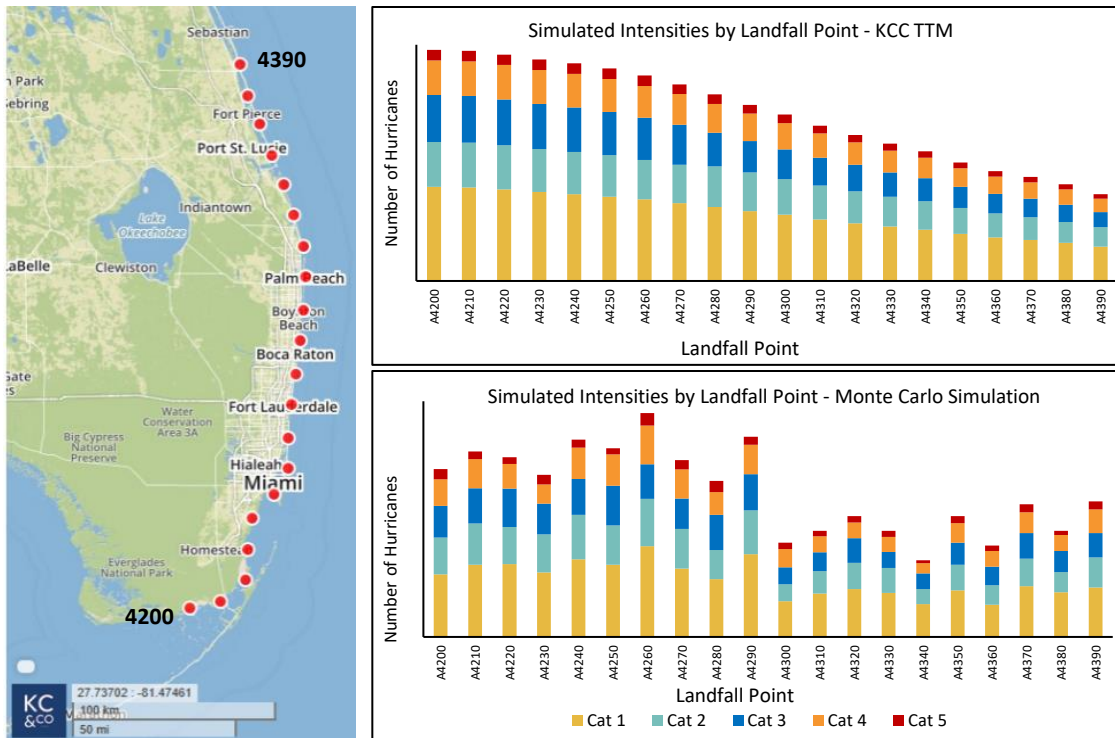 Sebastian
4390
n Park
Sebring
Fort Pierce
Port St. Lucie
Indiantown
Lake
Okeechobee
LaBelle
Clewiston
Palm Beach
Boynton
Beach
Boca Raton
Gate
es
Fort Lauderdale
Water
Conservation
Area 3A
Big Cypress
National
Preserve
Hialeah
Miami
Homestead
Everglades
National Park
4200
KC
&CO
27.73702 : -81.47461
100 km
Marathon
50 mi
Simulated Intensities by Landfall Point - KCC TTM
Number of Hurricanes
A4200 A4210 A4220 A4230 A4240 A4250 A4260 A4270 A4280 A4290 A4300 A4310 A4320 A4330 A4340 A4350 A4360 A4370 A4380 A4390
Landfall Point
Simulated Intensities by Landfall Point - Monte Carlo Simulation
Number of Hurricanes
A4200 A4210 A4220 A4230 A4240 A4250 A4260 A4270 A4280 A4290 A4300 A4310 A4320 A4330 A4340 A4350 A4360 A4370 A4380 A4390
Landfall Point
Cat 1 Cat 2 Cat 3 Cat 4 Cat 5